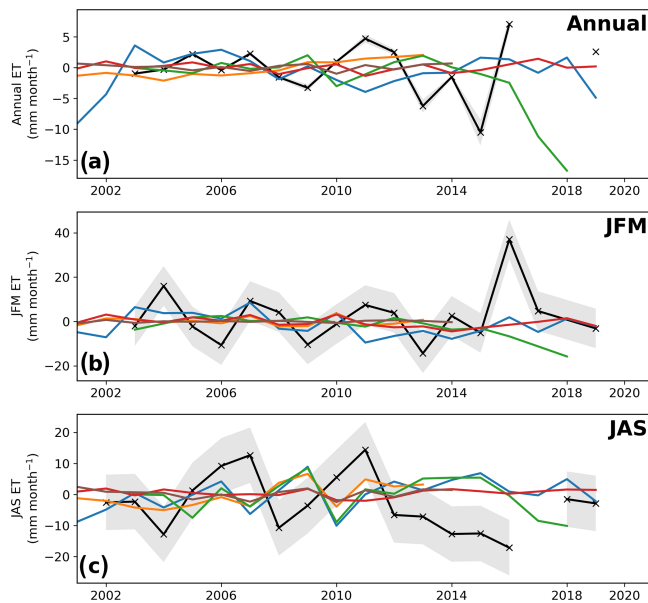 Annual
5
0
−5
−10
−15
Annual ET
(mm month⁻¹)
(a)
2002 2006 2010 2014 2018 2020
JFM
40
20
0
−20
JFM ET
(mm month⁻¹)
(b)
2002 2006 2010 2014 2018 2020
JAS
20
10
0
−10
−20
JAS ET
(mm month⁻¹)
(c)
2002 2006 2010 2014 2018 2020